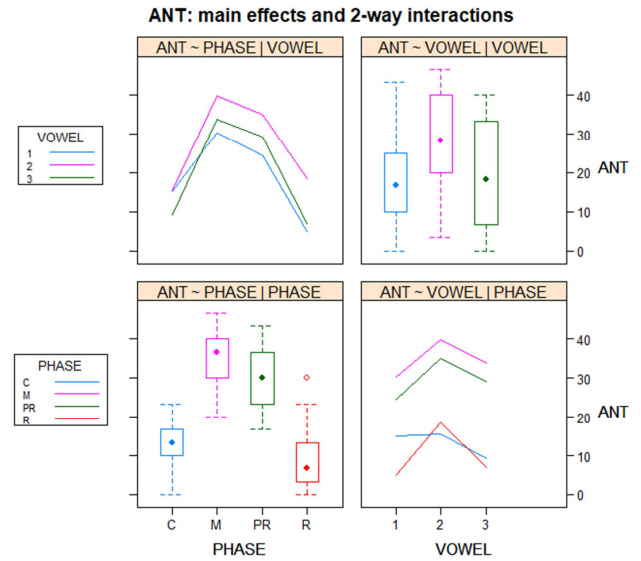 ANT: main effects and 2-way interactions
ANT ~ PHASE | VOWEL
ANT ~ VOWEL | VOWEL
VOWEL
1
2
3
40
30
20
10
0
ANT
ANT ~ PHASE | PHASE
ANT ~ VOWEL | PHASE
PHASE
C
M
PR
R
40
30
20
10
0
ANT
C M PR R
1 2 3
PHASE
VOWEL